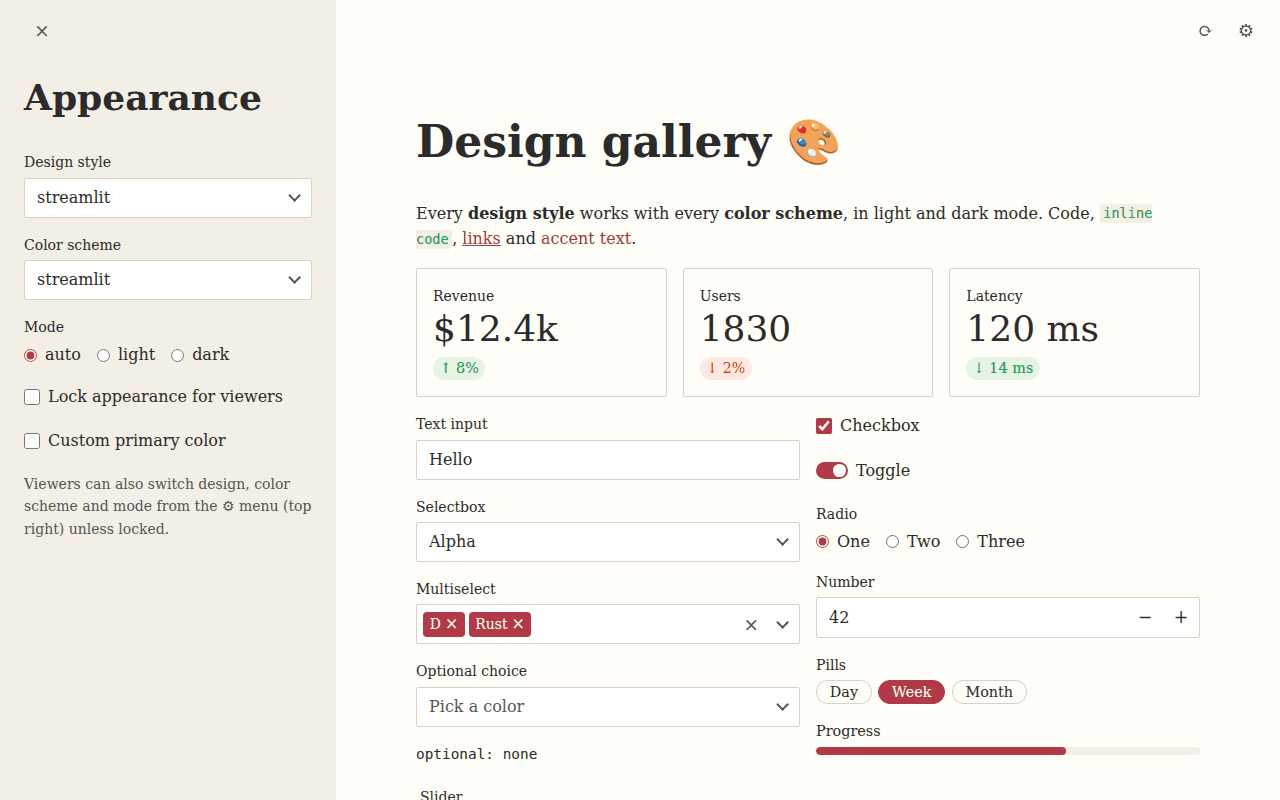 Appearance
Design style
streamlit
Color scheme
streamlit
Mode
auto light dark
Lock appearance for viewers
Custom primary color
Viewers can also switch design, color
scheme and mode from the ⚙ menu (top
right) unless locked.
Design gallery 🎨
Every design style works with every color scheme, in light and dark mode. Code, inline
code, links and accent text.
Revenue
$12.4k
↑ 8%
Users
1830
↓ 2%
Latency
120 ms
↓ 14 ms
Text input
Hello
Selectbox
Alpha
Multiselect
D Rust
Optional choice
Pick a color
optional: none
Slider
Checkbox
Toggle
Radio
One Two Three
Number
42
Pills
Day Week Month
Progress